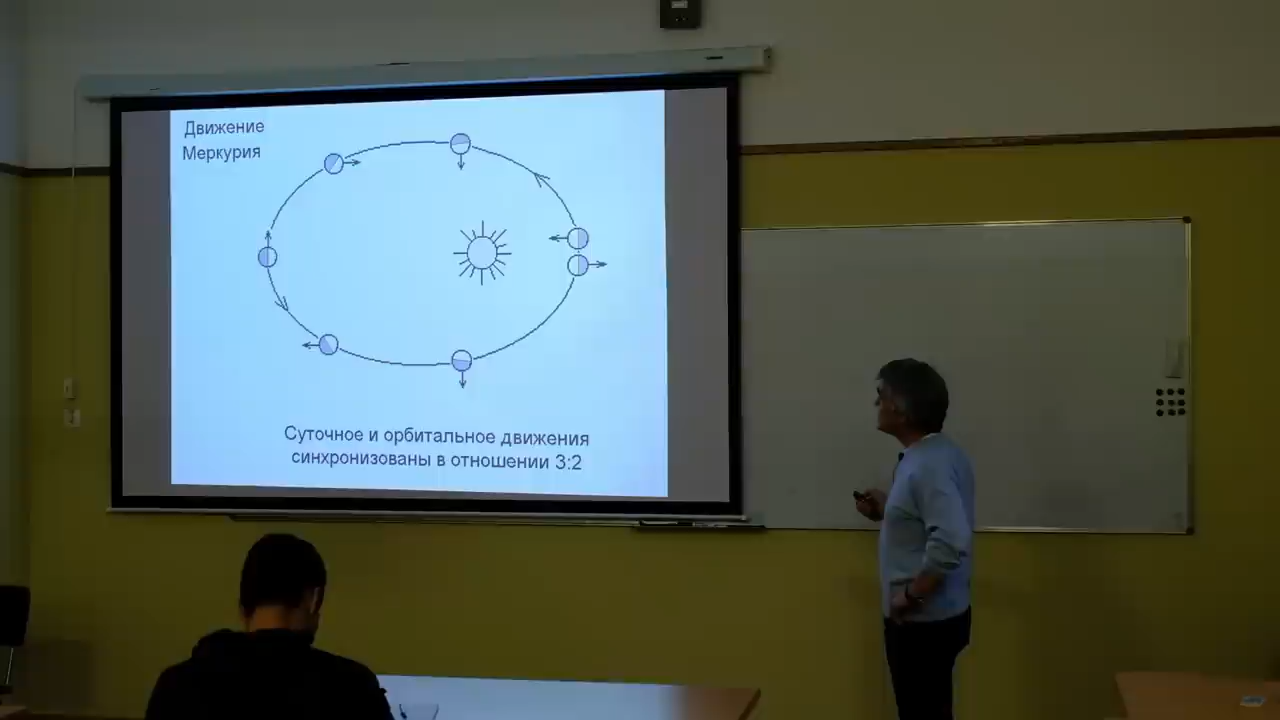 Движение
Меркурия
Суточное и орбитальное движения
синхронизованы в отношении 3:2